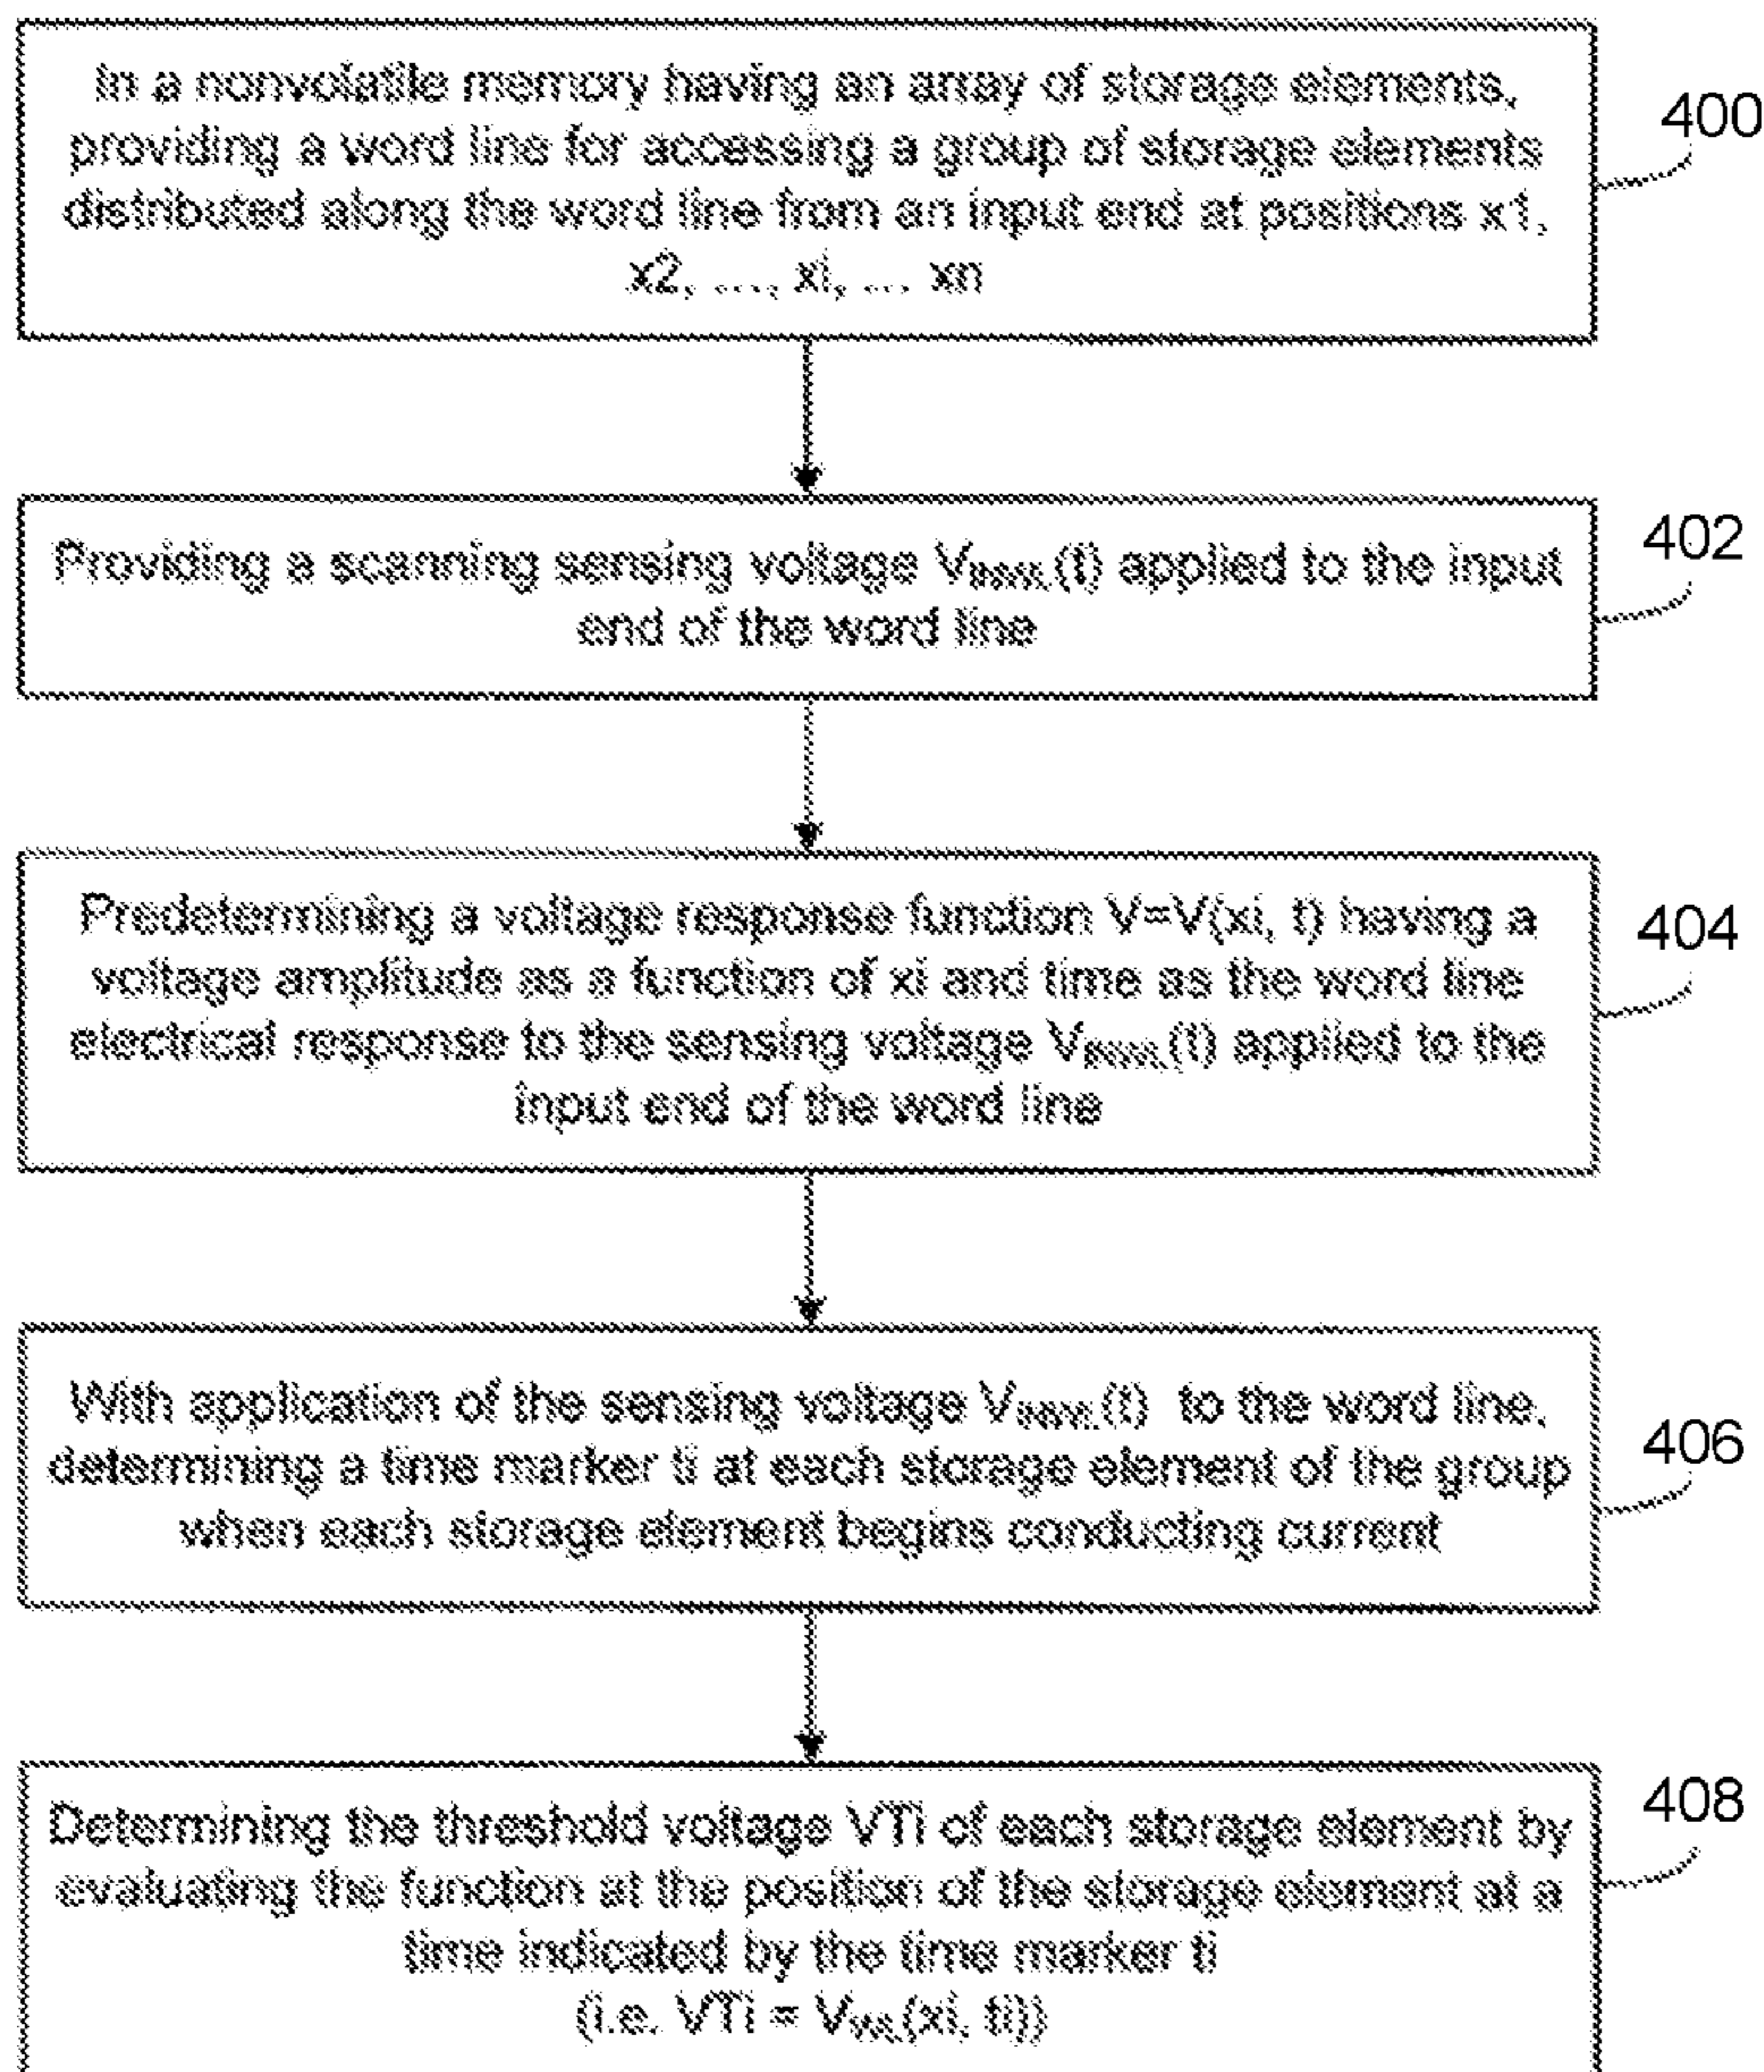 In a nonvolatile memory having an array of storage elements,
400
providing a word line for accessing a group of storage elements
distributed along the word line from an input end at positions x1,
x2, ..., xi, ... xn
Providing a scanning sensing voltage (t) applied to the input
402
end of the word line
Predetermining a voltage response function V=V(xi, t) having a
404
voltage amplitude as a function of xi and time as the word line
electrical response to the sensing voltage (t) applied to the
input end of the word line
With application of the sensing voltage (t) to the word line,
406
determining a time marker ti at each storage element of the group
when each storage element begins conducting current
Determining the threshold voltage VTi of each storage element by
408
evaluating the function at the position of the storage element at a
time indicated by the time marker ti
(i.e. VTi = V<sub>WL</sub>(xi, ti))